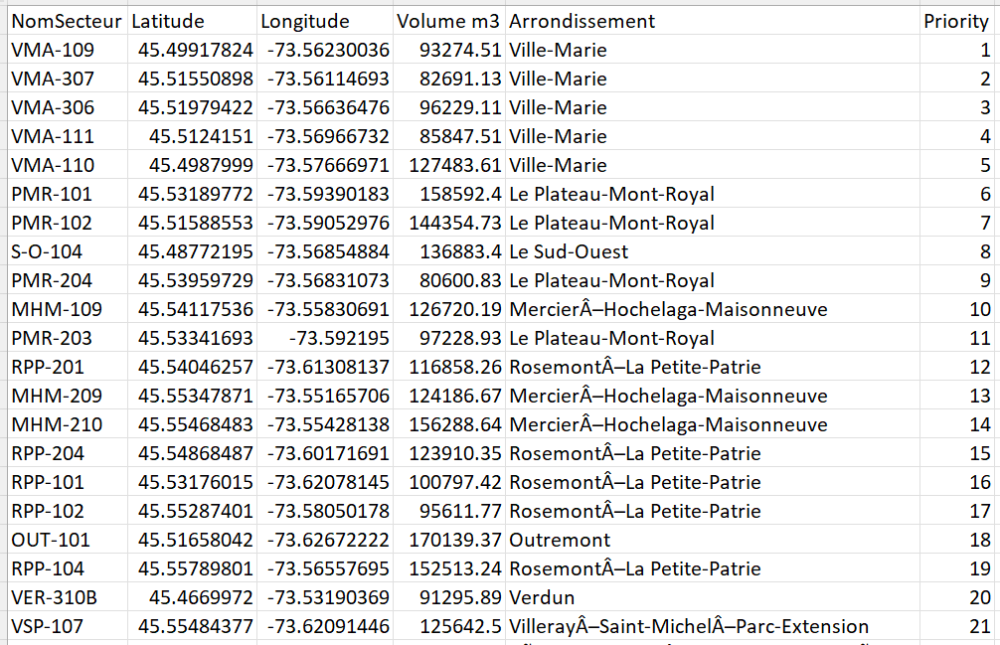 NomSecteur Latitude Longitude Volume m3 Arrondissement Priority
VMA-109 45.49917824 -73.56230036 93274.51 Ville-Marie 1
VMA-307 45.51550898 -73.56114693 82691.13 Ville-Marie 2
VMA-306 45.51979422 -73.56636476 96229.11 Ville-Marie 3
VMA-111 45.5124151 -73.56966732 85847.51 Ville-Marie 4
VMA-110 45.4987999 -73.57666971 127483.61 Ville-Marie 5
PMR-101 45.53189772 -73.59390183 158592.4 Le Plateau-Mont-Royal 6
PMR-102 45.51588553 -73.59052976 144354.73 Le Plateau-Mont-Royal 7
S-O-104 45.48772195 -73.56854884 136883.4 Le Sud-Ouest 8
PMR-204 45.53959729 -73.56831073 80600.83 Le Plateau-Mont-Royal 9
MHM-109 45.54117536 -73.55830691 126720.19 MercierÂ–Hochelaga-Maisonneuve 10
PMR-203 45.53341693 -73.592195 97228.93 Le Plateau-Mont-Royal 11
RPP-201 45.54046257 -73.61308137 116858.26 RosemontÂ–La Petite-Patrie 12
MHM-209 45.55347871 -73.55165706 124186.67 MercierÂ–Hochelaga-Maisonneuve 13
MHM-210 45.55468483 -73.55428138 156288.64 MercierÂ–Hochelaga-Maisonneuve 14
RPP-204 45.54868487 -73.60171691 123910.35 RosemontÂ–La Petite-Patrie 15
RPP-101 45.53176015 -73.62078145 100797.42 RosemontÂ–La Petite-Patrie 16
RPP-102 45.55287401 -73.58050178 95611.77 RosemontÂ–La Petite-Patrie 17
OUT-101 45.51658042 -73.62672222 170139.37 Outremont 18
RPP-104 45.55789801 -73.56557695 152513.24 RosemontÂ–La Petite-Patrie 19
VER-310B 45.4669972 -73.53190369 91295.89 Verdun 20
VSP-107 45.55484377 -73.62091446 125642.5 VillerayÂ–Saint-MichelÂ–Parc-Extension 21